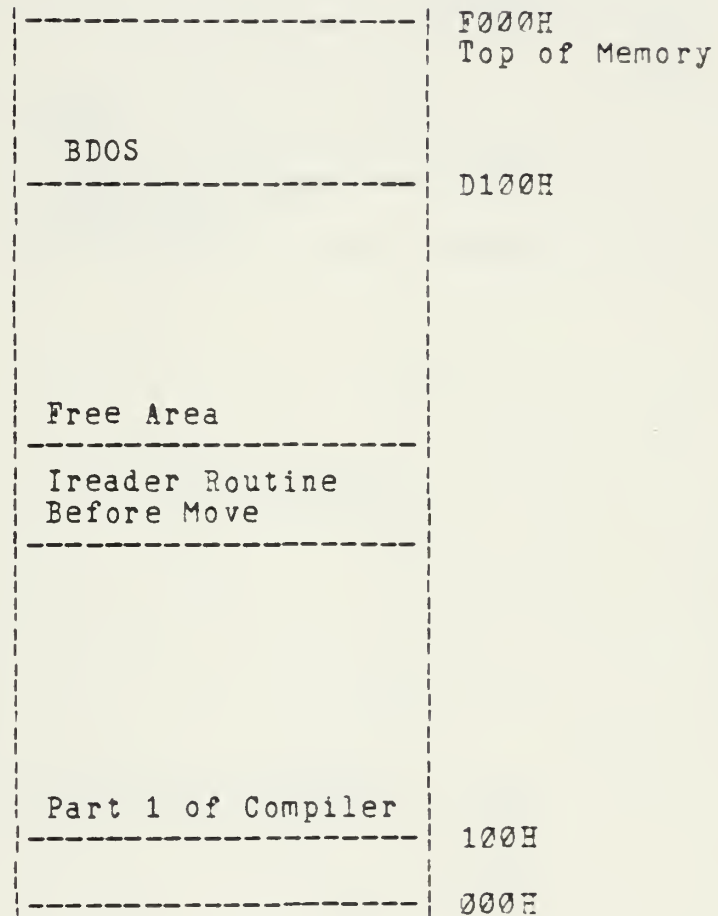 F000H
Top of Memory
BDOS
D100H
Free Area
Ireader Routine
Before Move
Part 1 of Compiler
100H
000H